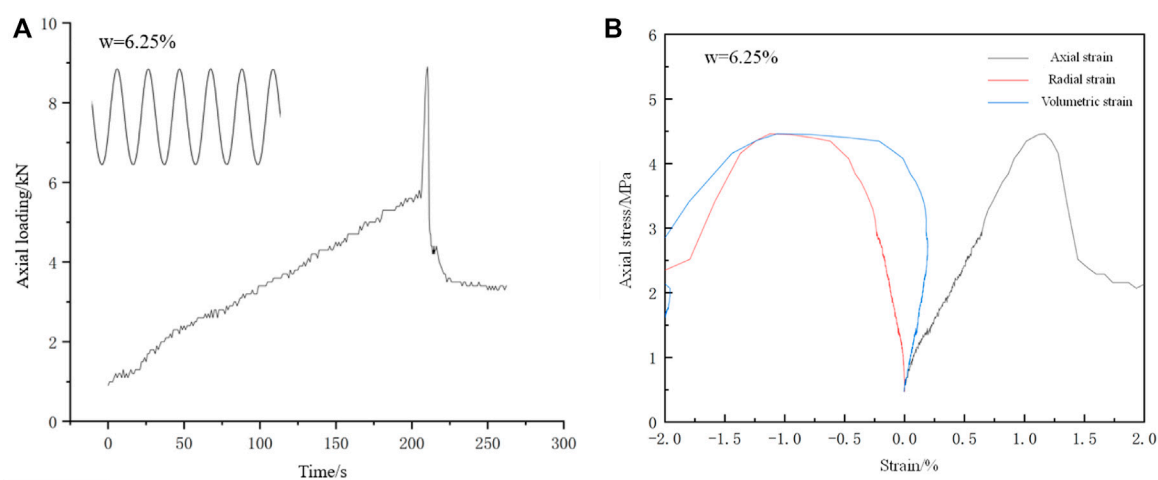 A
w=6.25%
Axial loading/kN
10
8
6
4
2
0
0 50 100 150 200 250 300
Time/s
B
w=6.25%
Axial strain
Radial strain
Volumetric strain
Axial stress/MPa
6
5
4
3
2
1
0
-2.0 -1.5 -1.0 -0.5 0.0 0.5 1.0 1.5 2.0
Strain/%